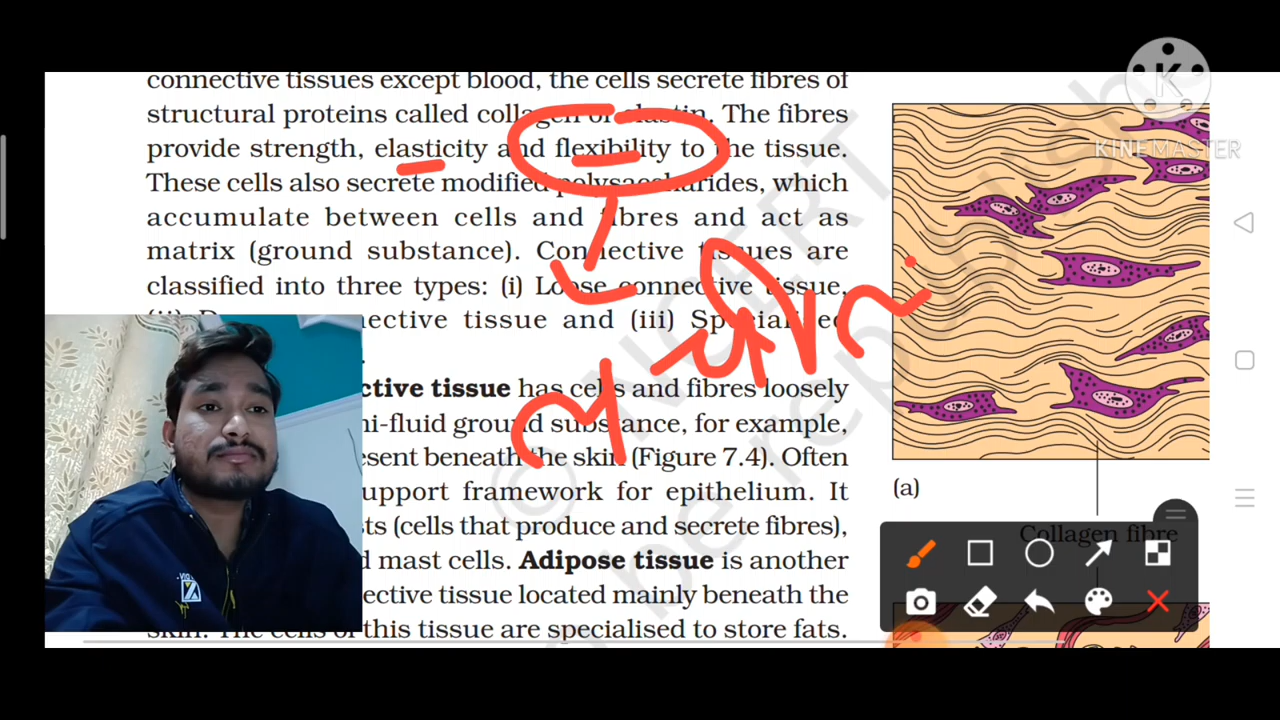 connective tissues except blood, the cells secrete fibres of
structural proteins called collagen or elastin. The fibres
provide strength, elasticity and flexibility to the tissue.
These cells also secrete modified polysaccharides, which
accumulate between cells and fibres and act as
matrix (ground substance). Connective tissues are
classified into three types: (i) Loose connective tissue,
nective tissue and (iii) Specialised
ctive tissue has cells and fibres loosely
ni-fluid ground substance, for example,
esent beneath the skin (Figure 7.4). Often
upport framework for epithelium. It
sts (cells that produce and secrete fibres),
d mast cells. Adipose tissue is another
ective tissue located mainly beneath the
skin. The cells of this tissue are specialised to store fats.
(a)
Collagen fibre
K
KINEMASTER
© NCERT
not to be republished